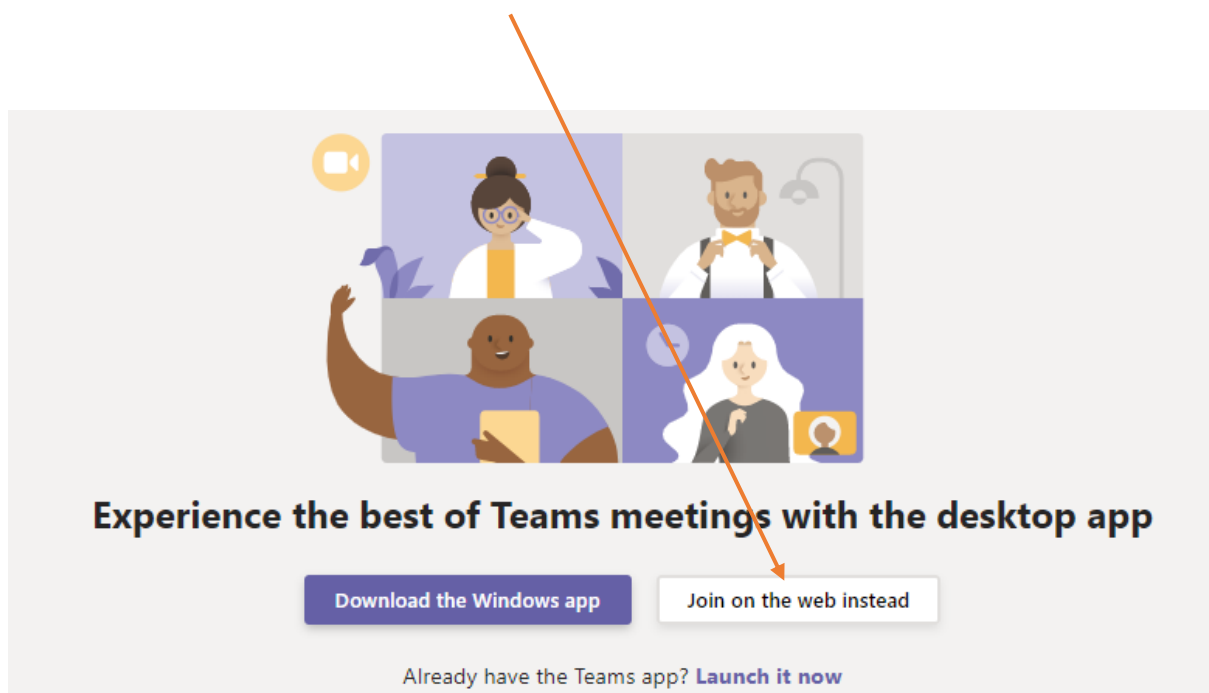 Experience the best of Teams meetings with the desktop app
Download the Windows app
Join on the web instead
Already have the Teams app? Launch it now